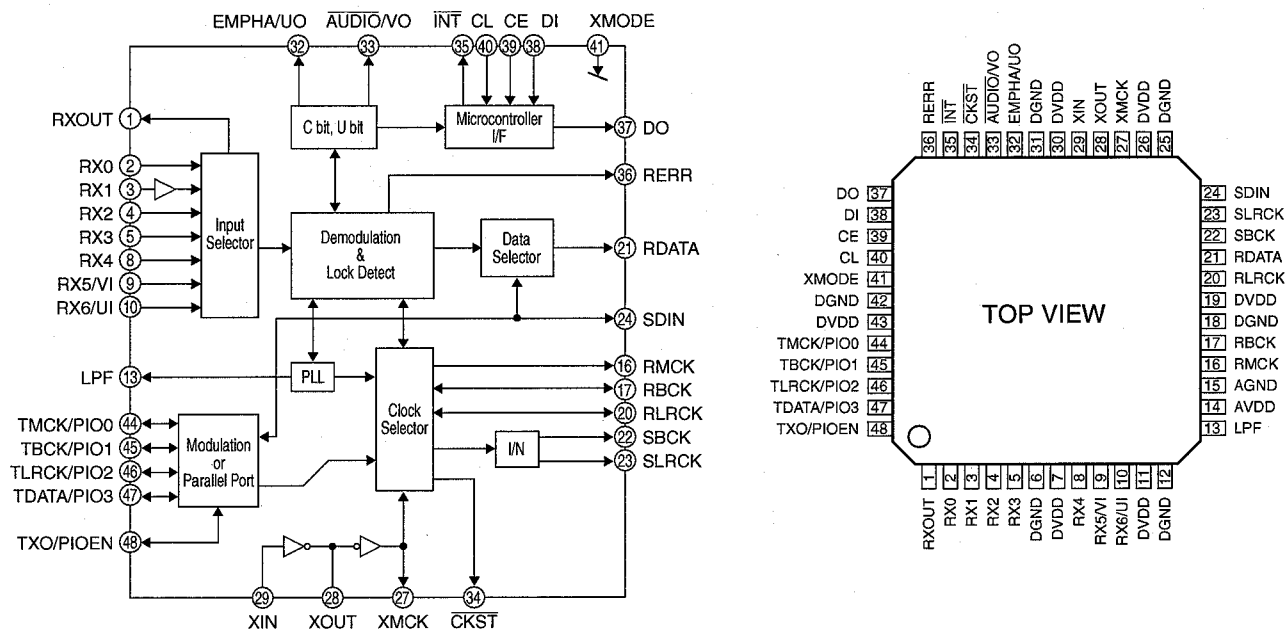 EMPHA/UO AUDIO/VO INT CL CE DI XMODE
32 33 35 40 39 38 41
RXOUT 1
C bit, U bit
Microcontroller
I/F
37 DO
RX0 2
RX1 3
RX2 4
RX3 5
RX4 8
RX5/VI 9
RX6/UI 10
Input
Selector
36 RERR
Demodulation
&
Lock Detect
Data
Selector
21 RDATA
24 SDIN
LPF 13
PLL
Clock
Selector
16 RMCK
17 RBCK
20 RLRCK
I/N
22 SBCK
23 SLRCK
TMCK/PIO0 44
TBCK/PIO1 45
TLRCK/PIO2 46
TDATA/PIO3 47
Modulation
or
Parallel Port
TXO/PIOEN 48
29 28 27 34
XIN XOUT XMCK CKST
RERR INT CKST AUDIO/VO EMPHA/UO DGND DVDD XIN XOUT XMCK DVDD DGND
36 35 34 33 32 31 30 29 28 27 26 25
DO 37
DI 38
CE 39
CL 40
XMODE 41
DGND 42
DVDD 43
TMCK/PIO0 44
TBCK/PIO1 45
TLRCK/PIO2 46
TDATA/PIO3 47
TXO/PIOEN 48
TOP VIEW
24 SDIN
23 SLRCK
22 SBCK
21 RDATA
20 RLRCK
19 DVDD
18 DGND
17 RBCK
16 RMCK
15 AGND
14 AVDD
13 LPF
1 2 3 4 5 6 7 8 9 10 11 12
RXOUT RX0 RX1 RX2 RX3 DGND DVDD RX4 RX5/VI RX6/UI DVDD DGND